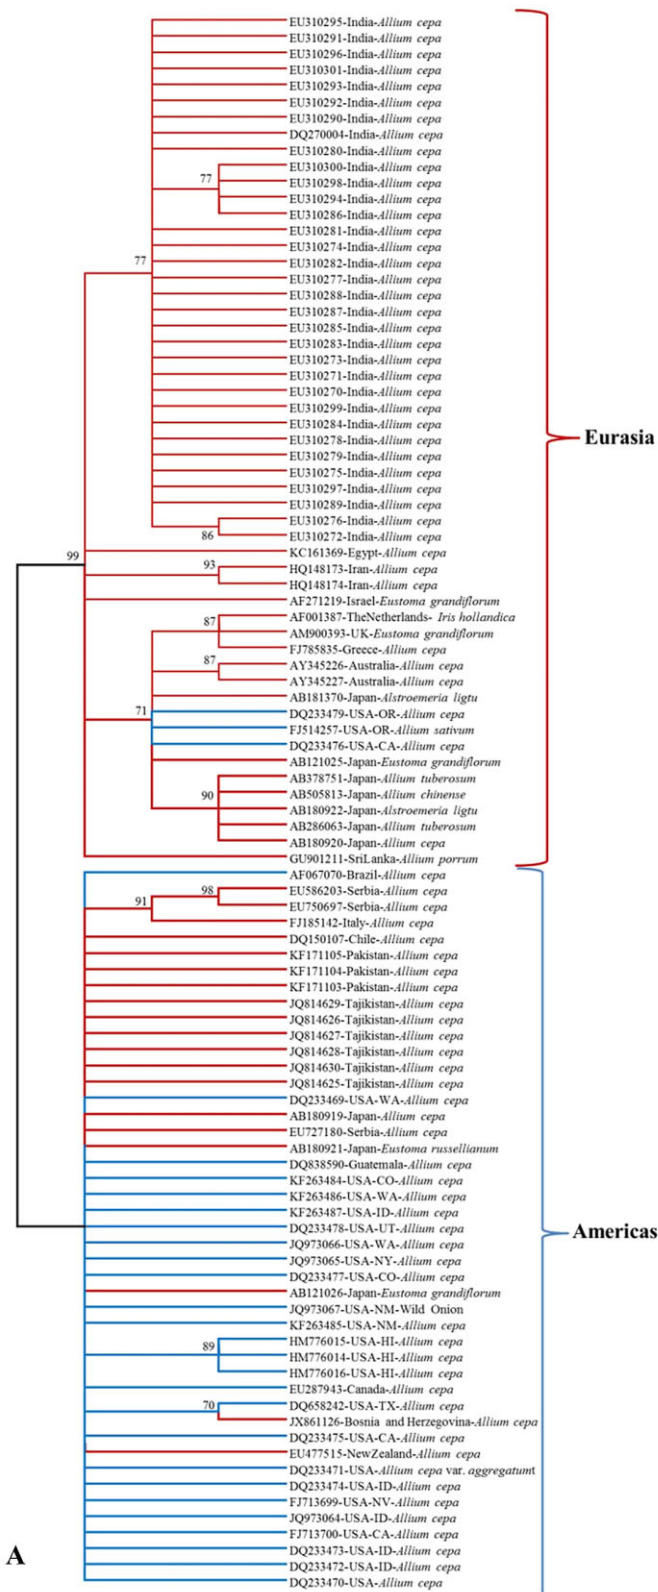 EU310295-India-Allium cepa
EU310291-India-Allium cepa
EU310296-India-Allium cepa
EU310301-India-Allium cepa
EU310293-India-Allium cepa
EU310292-India-Allium cepa
EU310290-India-Allium cepa
DQ270004-India-Allium cepa
EU310280-India-Allium cepa
EU310300-India-Allium cepa
77
EU310298-India-Allium cepa
EU310294-India-Allium cepa
EU310286-India-Allium cepa
EU310281-India-Allium cepa
EU310274-India-Allium cepa
77
EU310282-India-Allium cepa
EU310277-India-Allium cepa
EU310288-India-Allium cepa
EU310287-India-Allium cepa
EU310285-India-Allium cepa
EU310283-India-Allium cepa
EU310273-India-Allium cepa
EU310271-India-Allium cepa
EU310270-India-Allium cepa
EU310299-India-Allium cepa
EU310284-India-Allium cepa
EU310278-India-Allium cepa
Eurasia
EU310279-India-Allium cepa
EU310275-India-Allium cepa
EU310297-India-Allium cepa
EU310289-India-Allium cepa
EU310276-India-Allium cepa
86
EU310272-India-Allium cepa
99
KC161369-Egypt-Allium cepa
93
HQ148173-Iran-Allium cepa
HQ148174-Iran-Allium cepa
AF271219-Israel-Eustoma grandiflorum
AF001387-TheNetherlands- Iris hollandica
87
AM900393-UK-Eustoma grandiflorum
FJ785835-Greece-Allium cepa
87
AY345226-Australia-Allium cepa
AY345227-Australia-Allium cepa
AB181370-Japan-Alstroemeria ligtu
71
DQ233479-USA-OR-Allium cepa
FJ514257-USA-OR-Allium sativum
DQ233476-USA-CA-Allium cepa
AB121025-Japan-Eustoma grandiflorum
AB378751-Japan-Allium tuberosum
90
AB505813-Japan-Allium chinense
AB180922-Japan-Alstroemeria ligtu
AB286063-Japan-Allium tuberosum
AB180920-Japan-Allium cepa
GU901211-SriLanka-Allium porrum
AF067070-Brazil-Allium cepa
98
EU586203-Serbia-Allium cepa
91
EU750697-Serbia-Allium cepa
FJ185142-Italy-Allium cepa
DQ150107-Chile-Allium cepa
KF171105-Pakistan-Allium cepa
KF171104-Pakistan-Allium cepa
KF171103-Pakistan-Allium cepa
JQ814629-Tajikistan-Allium cepa
JQ814626-Tajikistan-Allium cepa
JQ814627-Tajikistan-Allium cepa
JQ814628-Tajikistan-Allium cepa
JQ814630-Tajikistan-Allium cepa
JQ814625-Tajikistan-Allium cepa
DQ233469-USA-WA-Allium cepa
AB180919-Japan-Allium cepa
EU727180-Serbia-Allium cepa
AB180921-Japan-Eustoma russellianum
DQ838590-Guatemala-Allium cepa
KF263484-USA-CO-Allium cepa
KF263486-USA-WA-Allium cepa
KF263487-USA-ID-Allium cepa
DQ233478-USA-UT-Allium cepa
Americas
JQ973066-USA-WA-Allium cepa
JQ973065-USA-NY-Allium cepa
DQ233477-USA-CO-Allium cepa
AB121026-Japan-Eustoma grandiflorum
JQ973067-USA-NM-Wild Onion
KF263485-USA-NM-Allium cepa
89
HM776015-USA-HI-Allium cepa
HM776014-USA-HI-Allium cepa
HM776016-USA-HI-Allium cepa
EU287943-Canada-Allium cepa
70
DQ658242-USA-TX-Allium cepa
JX861126-Bosnia and Herzegovina-Allium cepa
DQ233475-USA-CA-Allium cepa
EU477515-NewZealand-Allium cepa
DQ233471-USA-Allium cepa var. aggregatumt
DQ233474-USA-ID-Allium cepa
FJ713699-USA-NV-Allium cepa
JQ973064-USA-ID-Allium cepa
FJ713700-USA-CA-Allium cepa
A
DQ233473-USA-ID-Allium cepa
DQ233472-USA-ID-Allium cepa
DQ233470-USA-Allium cepa